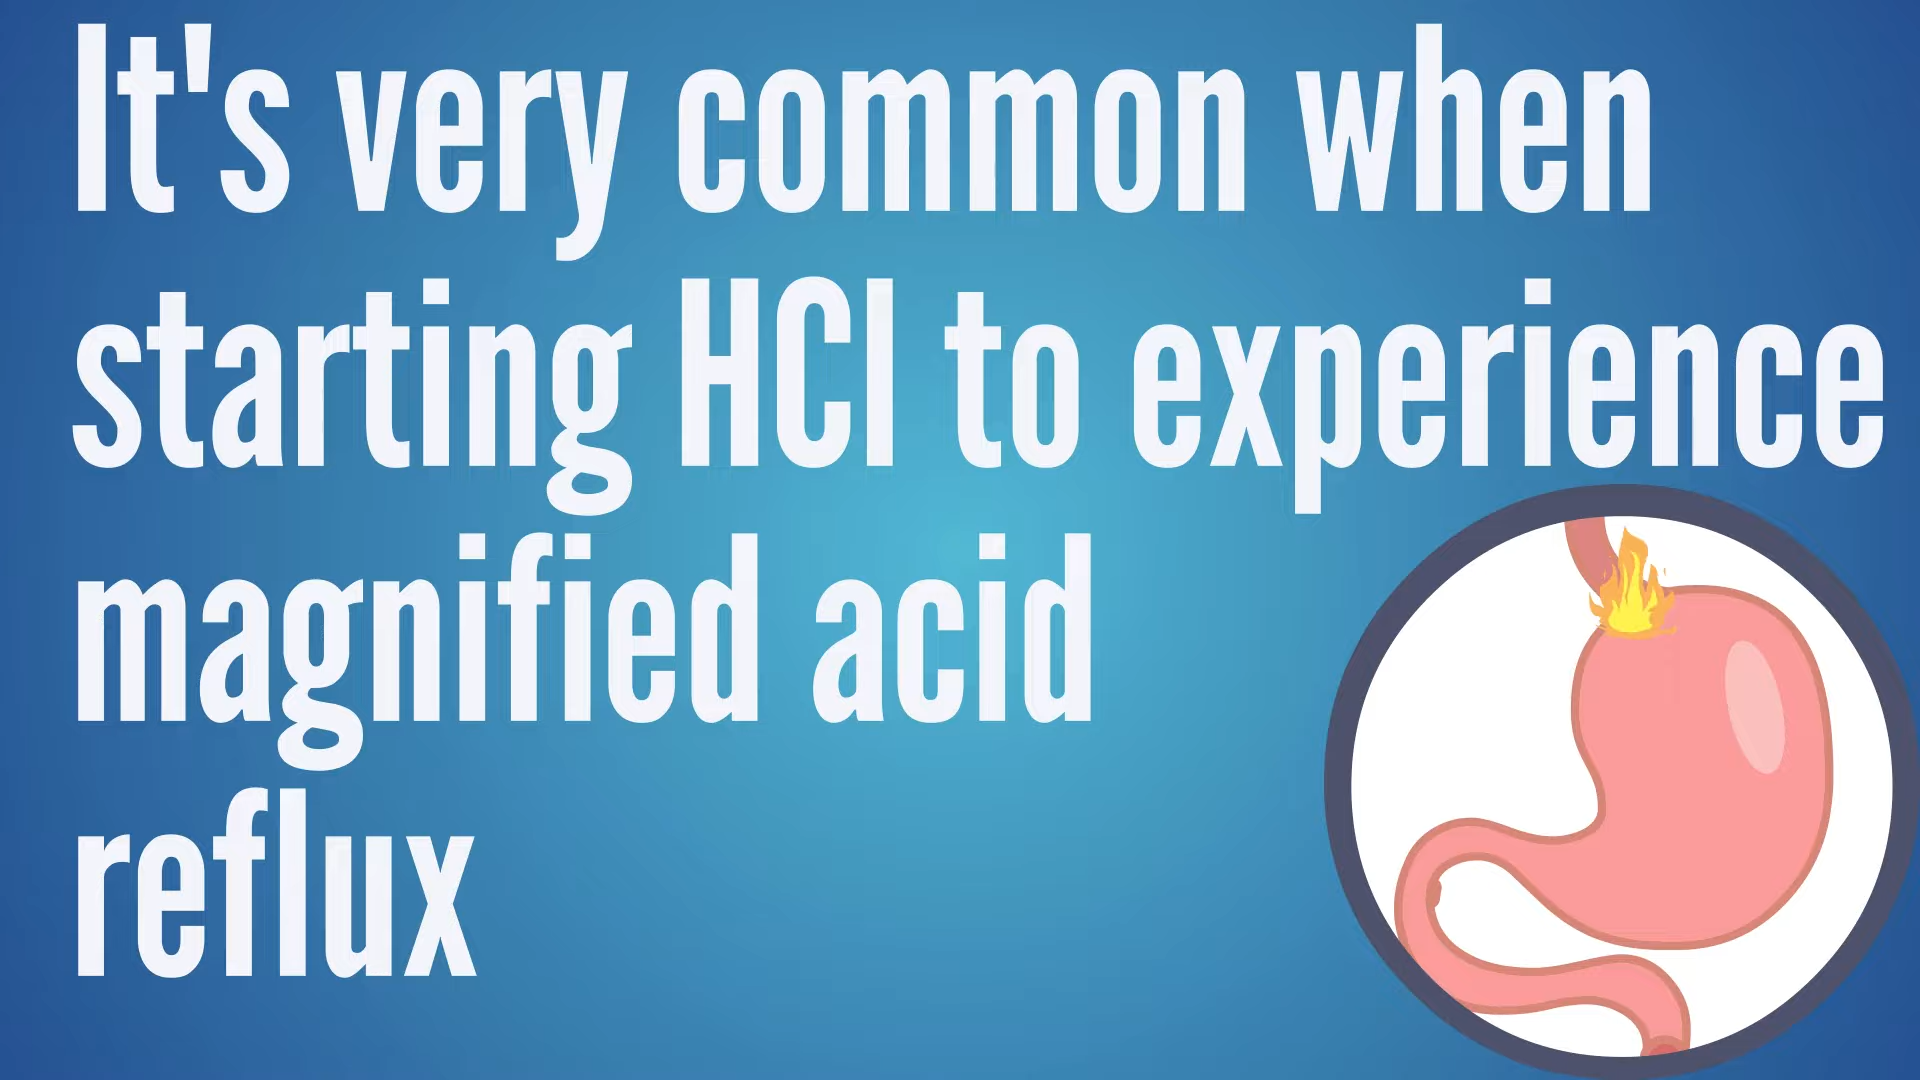 It's very common when
starting HCl to experience
magnified acid
reflux